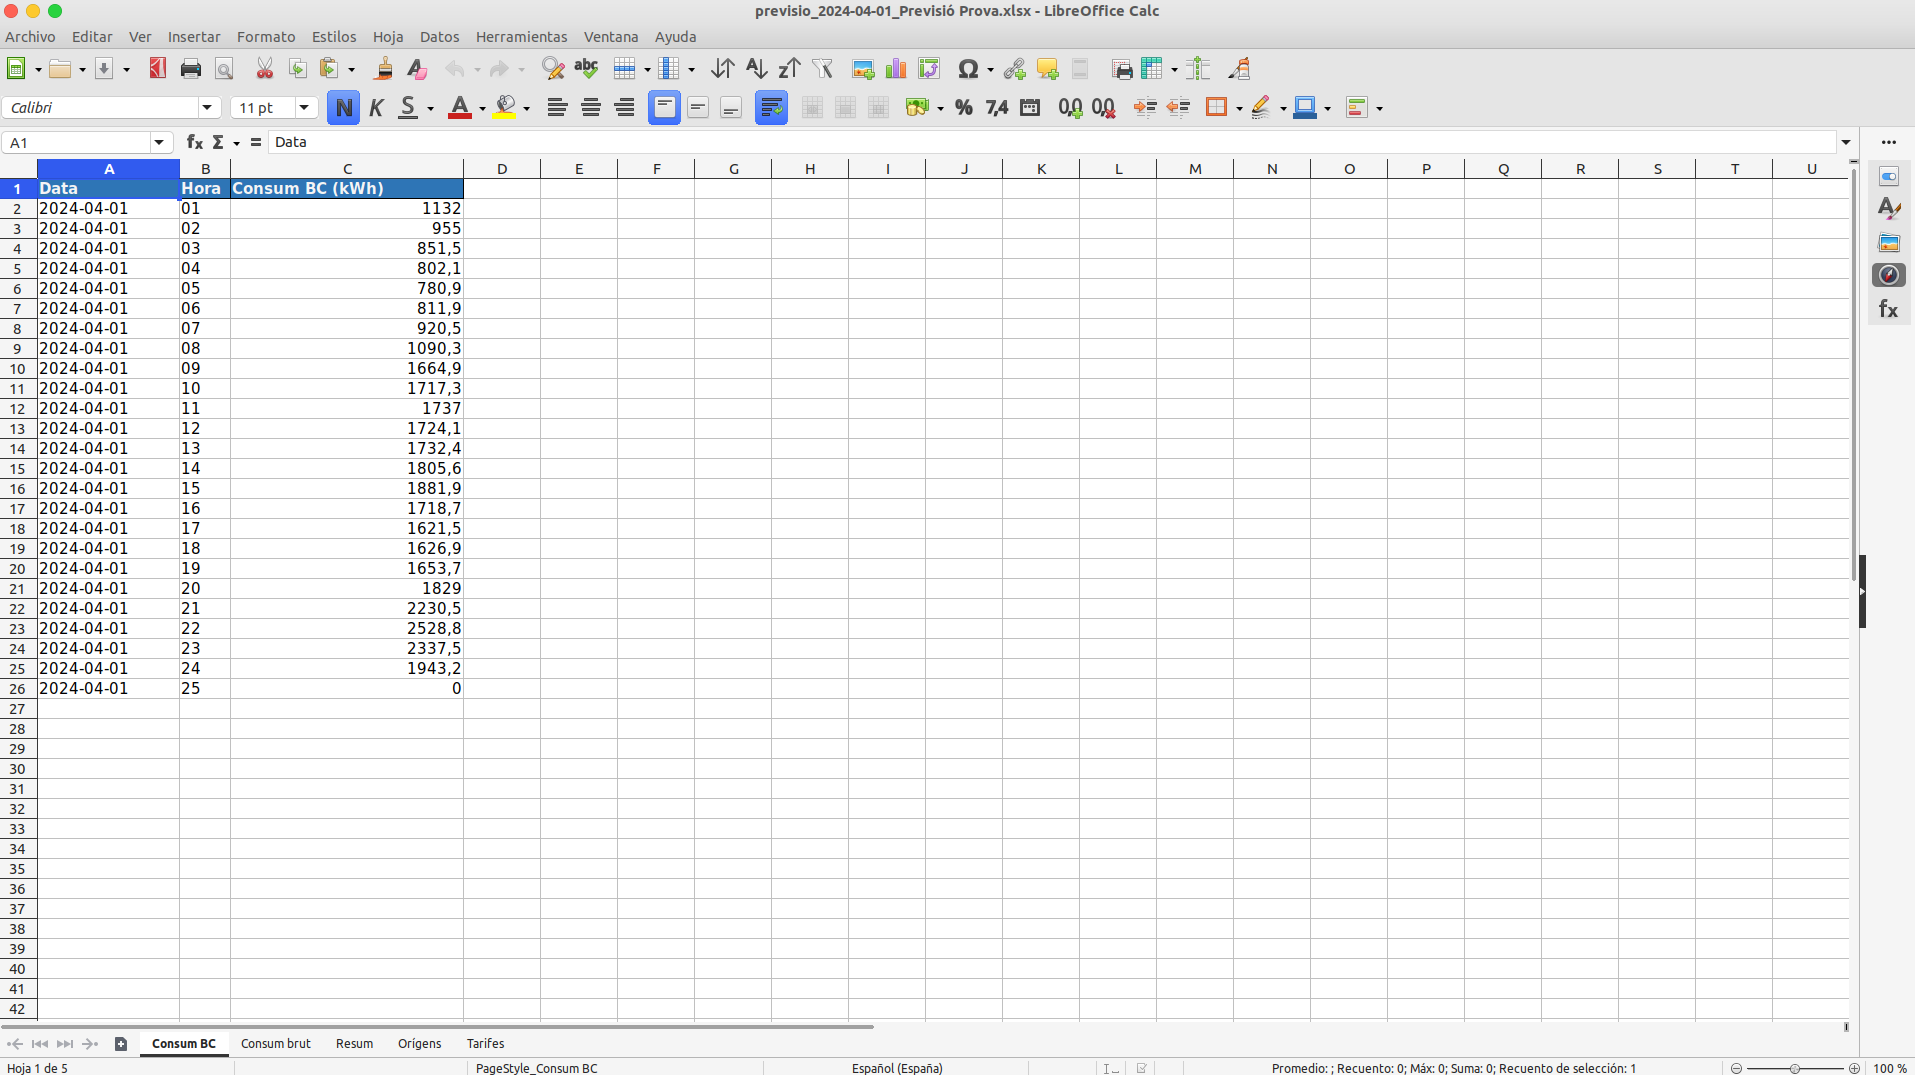 previsio_2024-04-01_Previsió Prova.xlsx - LibreOffice Calc
Archivo Editar Ver Insertar Formato Estilos Hoja Datos Herramientas Ventana Ayuda
Calibri 11 pt
A1 Data
A B C D E F G H I J K L M N O P Q R S T U
1 Data Hora Consum BC (kWh)
2 2024-04-01 01 1132
3 2024-04-01 02 955
4 2024-04-01 03 851,5
5 2024-04-01 04 802,1
6 2024-04-01 05 780,9
7 2024-04-01 06 811,9
8 2024-04-01 07 920,5
9 2024-04-01 08 1090,3
10 2024-04-01 09 1664,9
11 2024-04-01 10 1717,3
12 2024-04-01 11 1737
13 2024-04-01 12 1724,1
14 2024-04-01 13 1732,4
15 2024-04-01 14 1805,6
16 2024-04-01 15 1881,9
17 2024-04-01 16 1718,7
18 2024-04-01 17 1621,5
19 2024-04-01 18 1626,9
20 2024-04-01 19 1653,7
21 2024-04-01 20 1829
22 2024-04-01 21 2230,5
23 2024-04-01 22 2528,8
24 2024-04-01 23 2337,5
25 2024-04-01 24 1943,2
26 2024-04-01 25 0
27
28
29
30
31
32
33
34
35
36
37
38
39
40
41
42
Consum BC Consum brut Resum Orígens Tarifes
Hoja 1 de 5 PageStyle_Consum BC Español (España) Promedio: ; Recuento: 0; Máx: 0; Suma: 0; Recuento de selección: 1 100 %